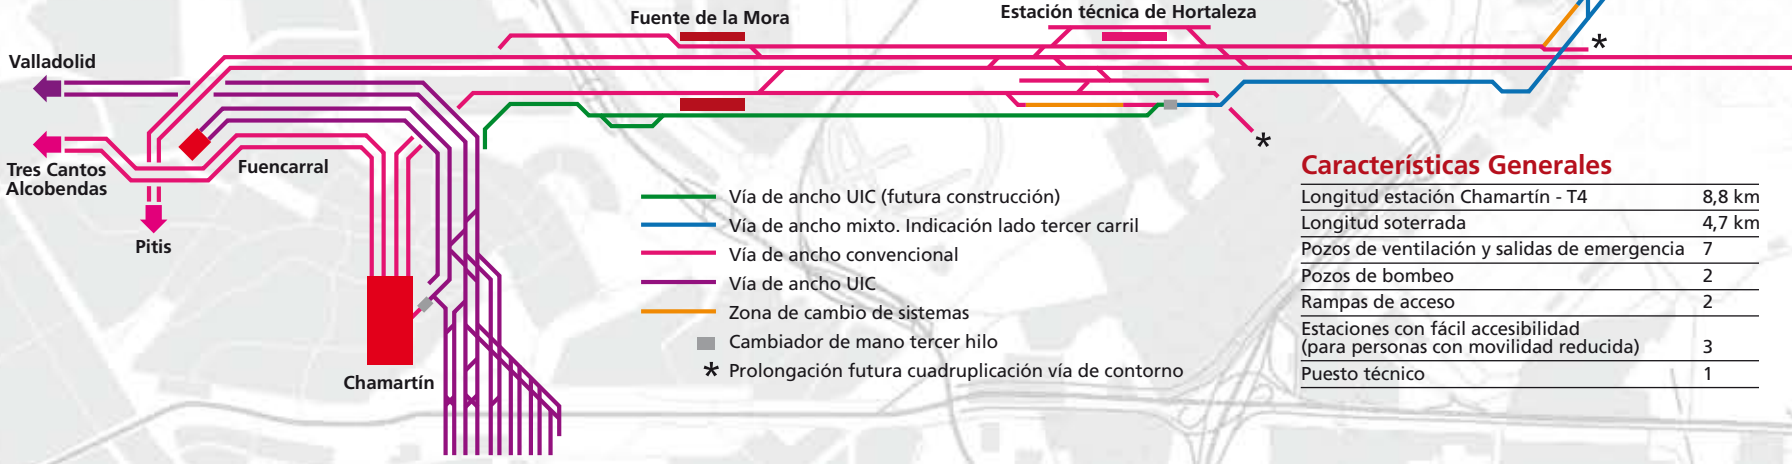 Fuente de la Mora
Estación técnica de Hortaleza
*
Valladolid
*
Tres Cantos
Alcobendas
Fuencarral
Pitis
Chamartín
Vía de ancho UIC (futura construcción)
Vía de ancho mixto. Indicación lado tercer carril
Vía de ancho convencional
Vía de ancho UIC
Zona de cambio de sistemas
Cambiador de mano tercer hilo
* Prolongación futura cuadruplicación vía de contorno
Características Generales
Longitud estación Chamartín - T4 8,8 km
Longitud soterrada 4,7 km
Pozos de ventilación y salidas de emergencia 7
Pozos de bombeo 2
Rampas de acceso 2
Estaciones con fácil accesibilidad
(para personas con movilidad reducida) 3
Puesto técnico 1